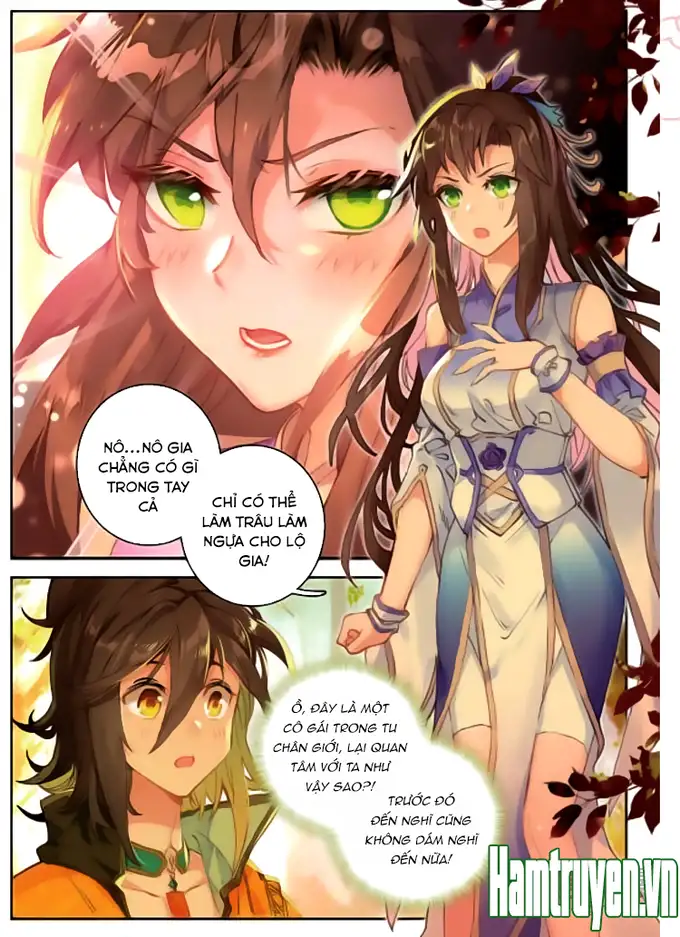 NÔ...NÔ GIA
CHẲNG CÓ GÌ
TRONG TAY
CẢ
CHỈ CÓ THỂ
LÀM TRÂU LÀM
NGỰA CHO LỘ
GIA!
Ồ, ĐÂY LÀ MỘT
CÔ GÁI TRONG TU
CHÂN GIỚI, LẠI QUAN
TÂM VỚI TA NHƯ
VẬY SAO?!
TRƯỚC ĐÓ
ĐẾN NGHĨ CŨNG
KHÔNG DÁM NGHĨ
ĐẾN NỮA!
Hamtruyen.vn